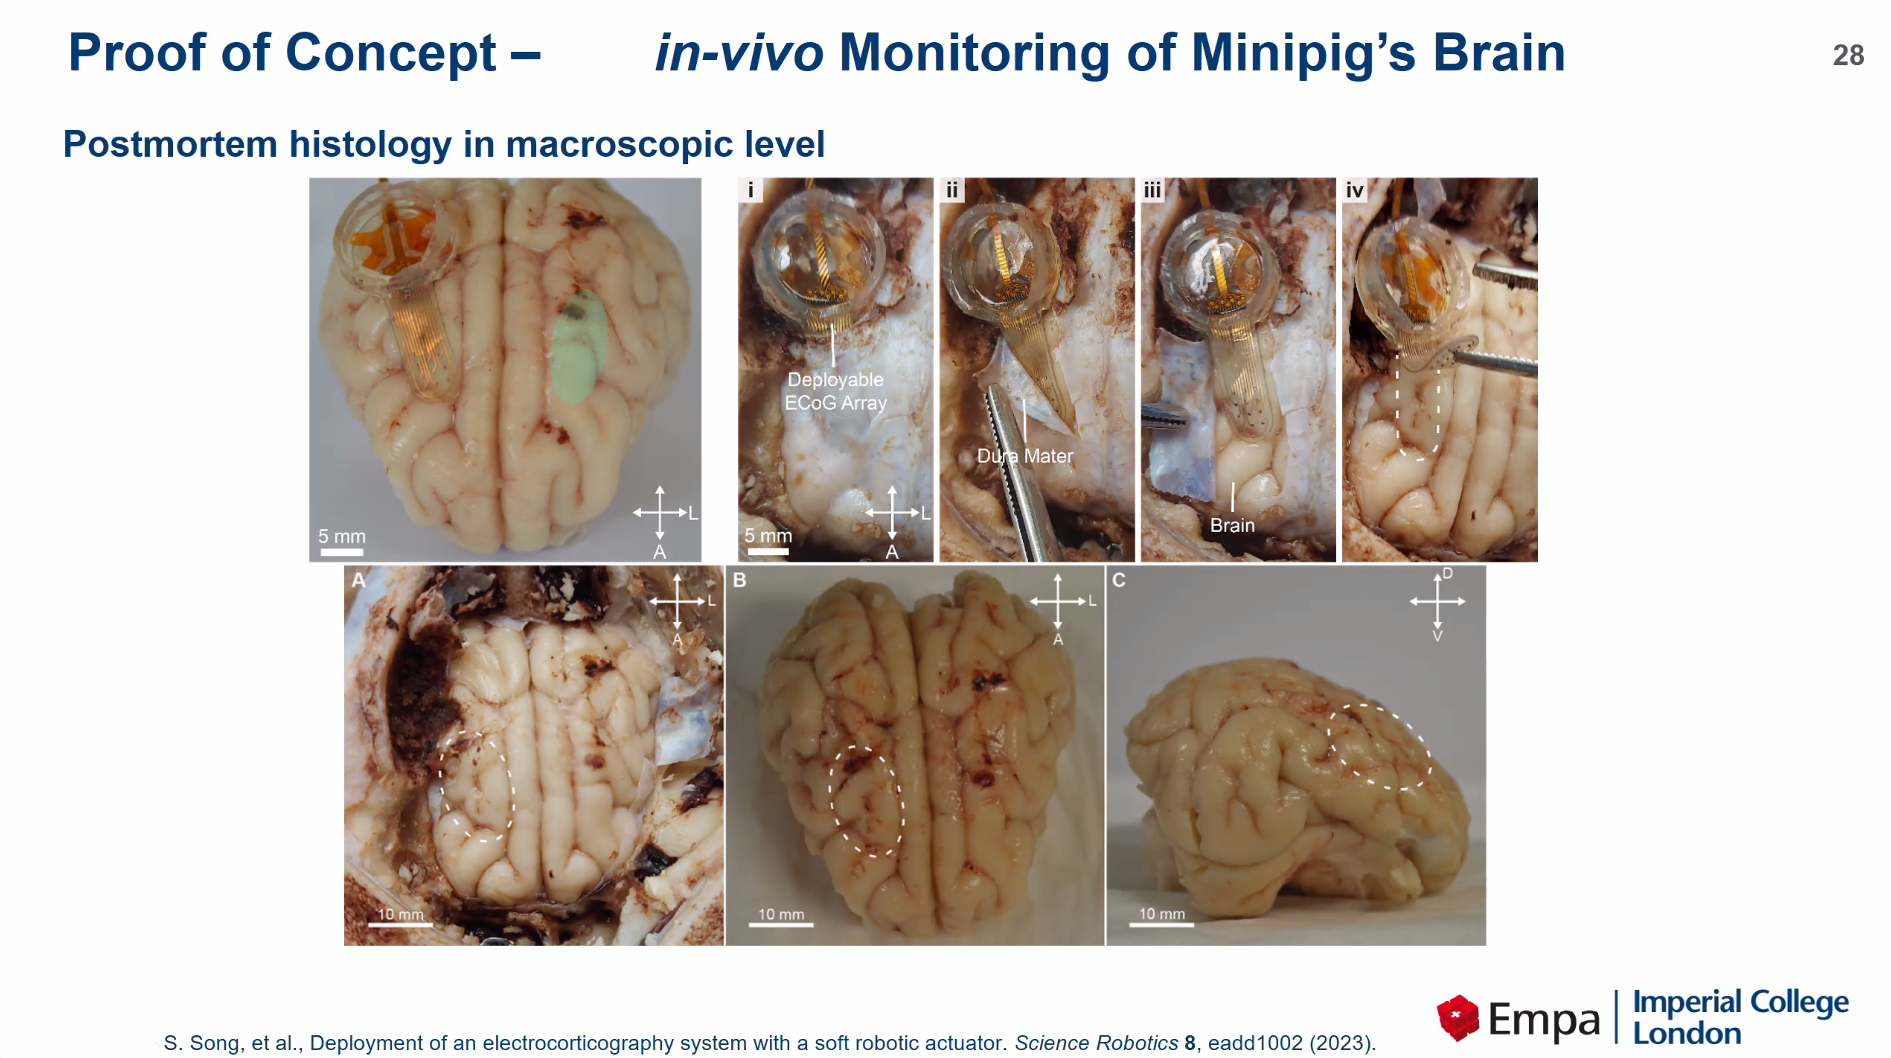 Proof of Concept – in-vivo Monitoring of Minipig's Brain
28
Postmortem histology in macroscopic level
5 mm
L
A
i
Deployable
ECoG Array
5 mm
L
A
ii
Dura Mater
iii
Brain
iv
A
L
A
10 mm
B
L
A
10 mm
C
D
V
10 mm
Empa
Imperial College
London
S. Song, et al., Deployment of an electrocorticography system with a soft robotic actuator. Science Robotics 8, eadd1002 (2023).